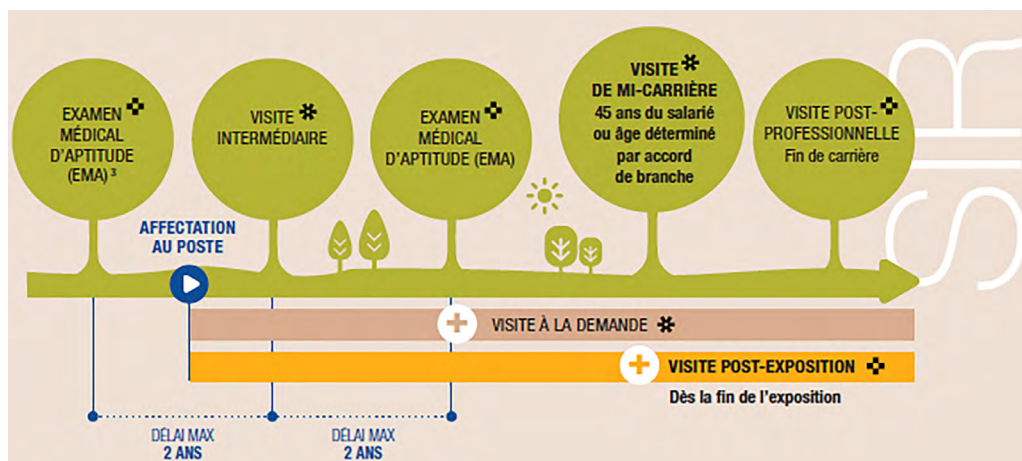 EXAMEN
MÉDICAL
D'APTITUDE
(EMA) ³
VISITE
INTERMÉDIAIRE
EXAMEN
MÉDICAL
D'APTITUDE (EMA)
VISITE
DE MI-CARRIÈRE
45 ans du salarié
ou âge déterminé
par accord
de branche
VISITE POST-
PROFESSIONNELLE
Fin de carrière
SIR
AFFECTATION
AU POSTE
VISITE À LA DEMANDE
VISITE POST-EXPOSITION
Dès la fin de l'exposition
DÉLAI MAX
2 ANS
DÉLAI MAX
2 ANS